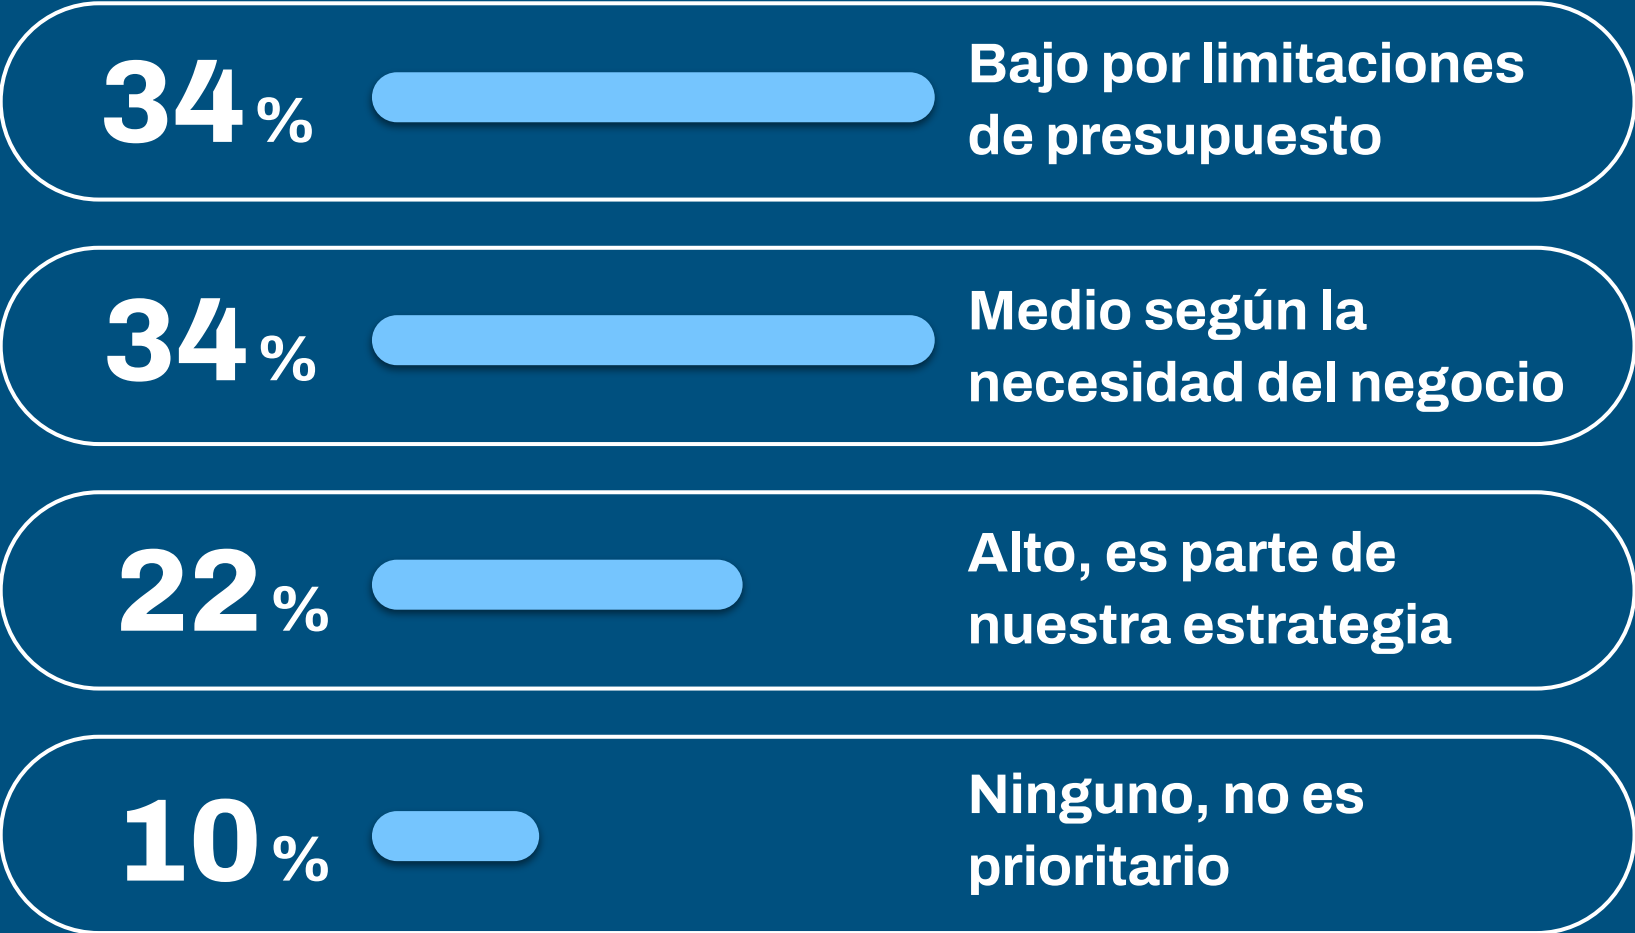 34%
Bajo por limitaciones
de presupuesto
34%
Medio según la
necesidad del negocio
22%
Alto, es parte de
nuestra estrategia
10%
Ninguno, no es
prioritario